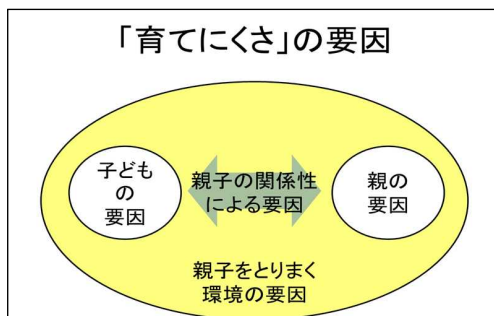 「育てにくさ」の要因
子ども
の
要因
親子の関係性
による要因
親の
要因
親子をとりまく
環境の要因